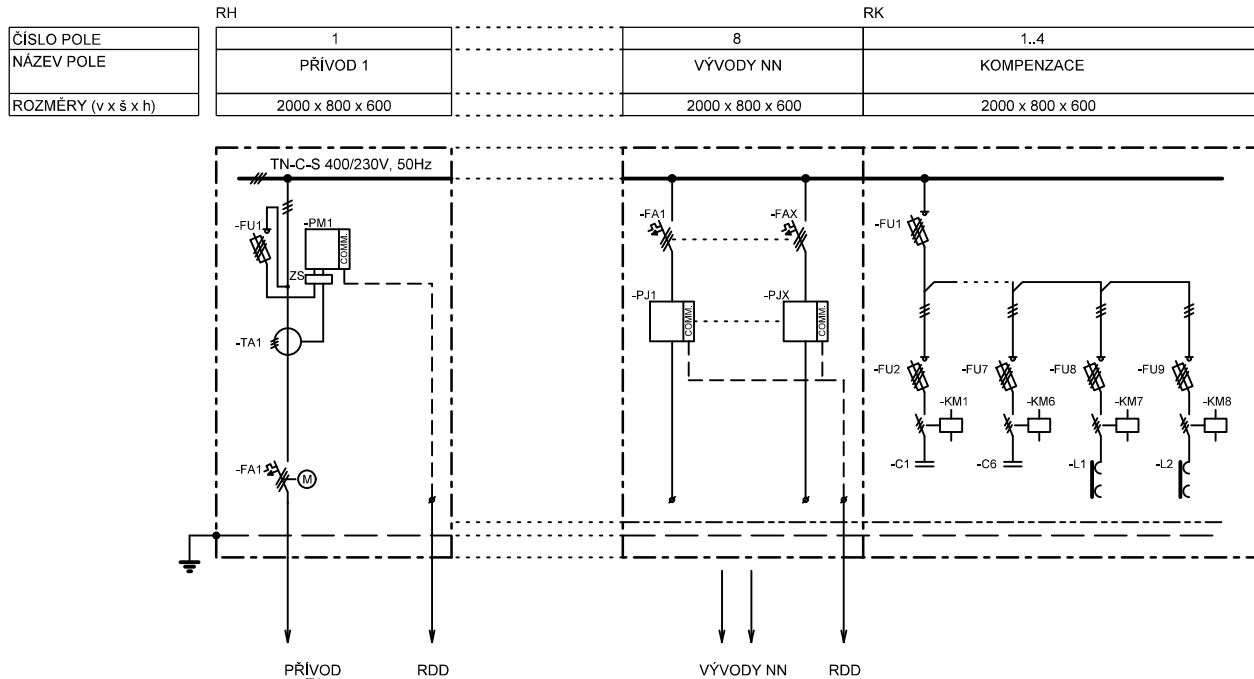 RH RK
ČÍSLO POLE 1 8 1..4
NÁZEV POLE PŘÍVOD 1 VÝVODY NN KOMPENZACE
ROZMĚRY (v x š x h) 2000 x 800 x 600 2000 x 800 x 600 2000 x 800 x 600
TN-C-S 400/230V, 50Hz
-FU1 -PM1 COMM. -FA1 -FAX -FU1
ZS
-PJ1 COMM. -PJX COMM.
-TA1
-FU2 -FU7 -FU8 -FU9
-KM1 -KM6 -KM7 -KM8
-C1 -C6 -L1 -L2
-FA1 M
PŘÍVOD RDD VÝVODY NN RDD